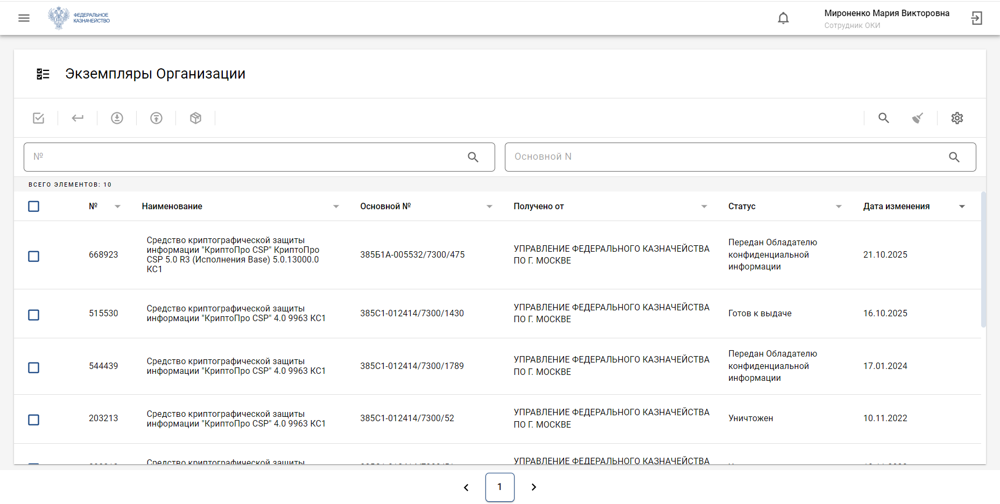 ФЕДЕРАЛЬНОЕ
КАЗНАЧЕЙСТВО
Мироненко Мария Викторовна
Сотрудник ОКИ
Экземпляры Организации
№
Основной N
ВСЕГО ЭЛЕМЕНТОВ: 10
№ Наименование Основной № Получено от Статус Дата изменения
Средство криптографической защиты
информации "КриптоПро CSP" КриптоПро
CSP 5.0 R3 (Исполнения Base) 5.0.13000.0
КС1
668923
385Б1А-005532/7300/475
УПРАВЛЕНИЕ ФЕДЕРАЛЬНОГО КАЗНАЧЕЙСТВА
ПО Г. МОСКВЕ
Передан Обладателю
конфиденциальной
информации
21.10.2025
515530
Средство криптографической защиты
информации "КриптоПро CSP" 4.0 9963 КС1
385С1-012414/7300/1430
УПРАВЛЕНИЕ ФЕДЕРАЛЬНОГО КАЗНАЧЕЙСТВА
ПО Г. МОСКВЕ
Готов к выдаче
16.10.2025
544439
Средство криптографической защиты
информации "КриптоПро CSP" 4.0 9963 КС1
385С1-012414/7300/1789
УПРАВЛЕНИЕ ФЕДЕРАЛЬНОГО КАЗНАЧЕЙСТВА
ПО Г. МОСКВЕ
Передан Обладателю
конфиденциальной
информации
17.01.2024
203213
Средство криптографической защиты
информации "КриптоПро CSP" 4.0 9963 КС1
385С1-012414/7300/52
УПРАВЛЕНИЕ ФЕДЕРАЛЬНОГО КАЗНАЧЕЙСТВА
ПО Г. МОСКВЕ
Уничтожен
10.11.2022
Средство криптографической защиты
УПРАВЛЕНИЕ ФЕДЕРАЛЬНОГО КАЗНАЧЕЙСТВА
1